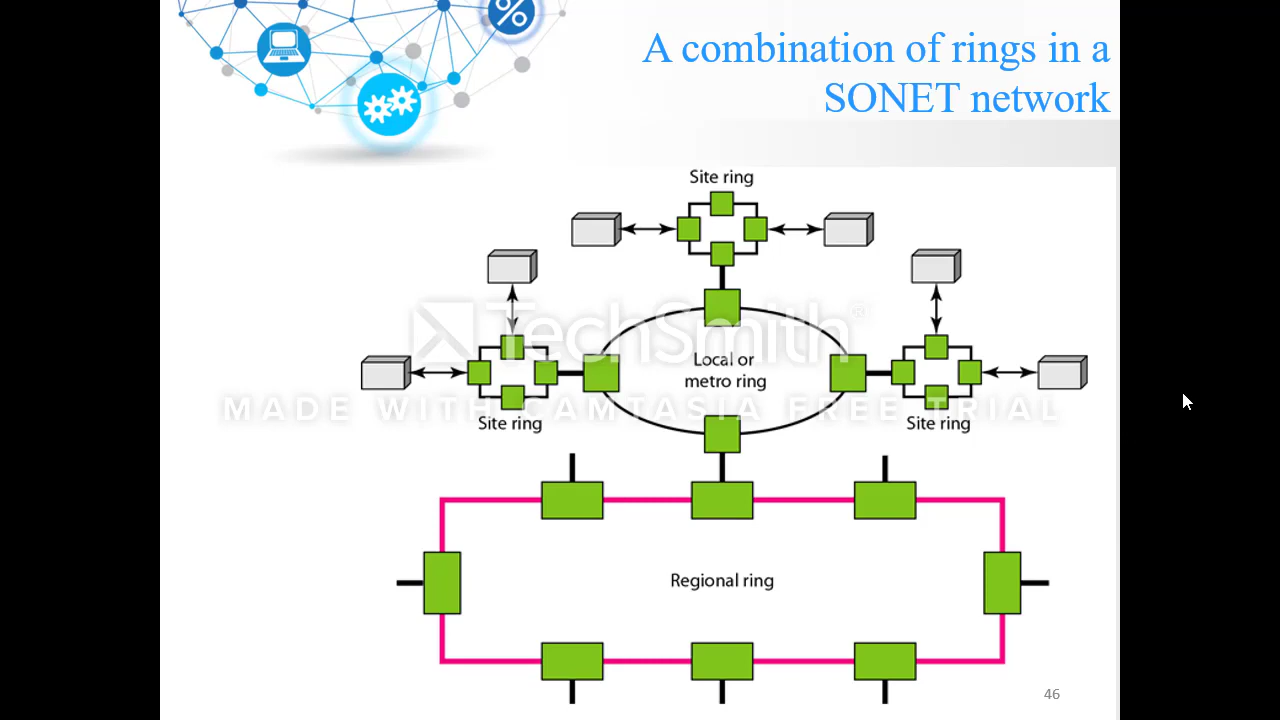 A combination of rings in a
SONET network
Site ring
TechSmith®
Local or
metro ring
MADE WITH CAMTASIA FREE TRIAL
Site ring
Site ring
Regional ring
46
%